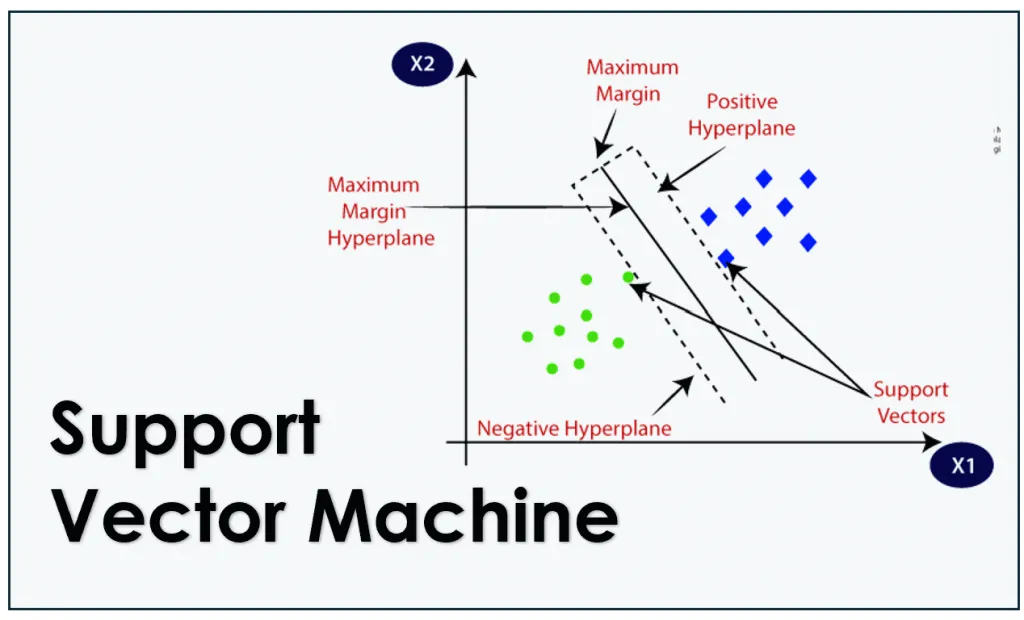 X2
Maximum
Margin
Positive
Hyperplane
Maximum
Margin
Hyperplane
Support
Vectors
Negative Hyperplane
X1
Support
Vector Machine